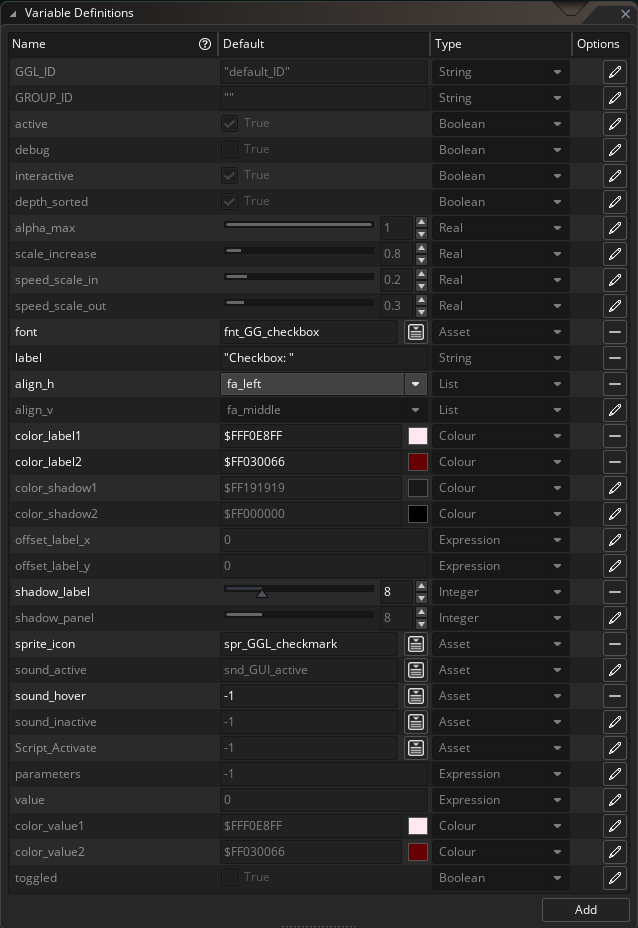 Variable Definitions
Name Default Type Options
GGL_ID "default_ID" String
GROUP_ID "" String
active True Boolean
debug True Boolean
interactive True Boolean
depth_sorted True Boolean
alpha_max 1 Real
scale_increase 0.8 Real
speed_scale_in 0.2 Real
speed_scale_out 0.3 Real
font fnt_GG_checkbox Asset
label "Checkbox: " String
align_h fa_left List
align_v fa_middle List
color_label1 $FFF0E8FF Colour
color_label2 $FF030066 Colour
color_shadow1 $FF191919 Colour
color_shadow2 $FF000000 Colour
offset_label_x 0 Expression
offset_label_y 0 Expression
shadow_label 8 Integer
shadow_panel 8 Integer
sprite_icon spr_GGL_checkmark Asset
sound_active snd_GUI_active Asset
sound_hover -1 Asset
sound_inactive -1 Asset
Script_Activate -1 Asset
parameters -1 Expression
value 0 Expression
color_value1 $FFF0E8FF Colour
color_value2 $FF030066 Colour
toggled True Boolean
Add